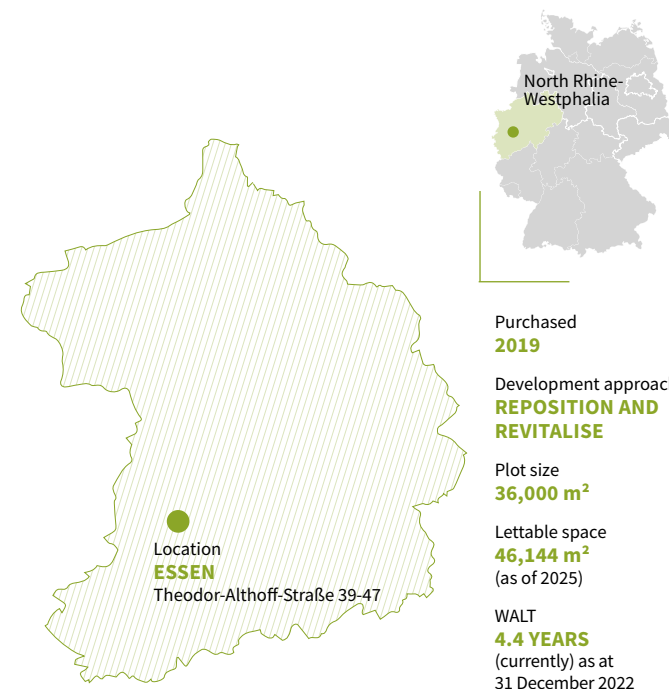 North Rhine-
Westphalia
Purchased
2019
Development approac
REPOSITION AND
REVITALISE
Plot size
36,000 m²
Lettable space
46,144 m²
(as of 2025)
WALT
4.4 YEARS
(currently) as at
31 December 2022
Location
ESSEN
Theodor-Althoff-Straße 39-47